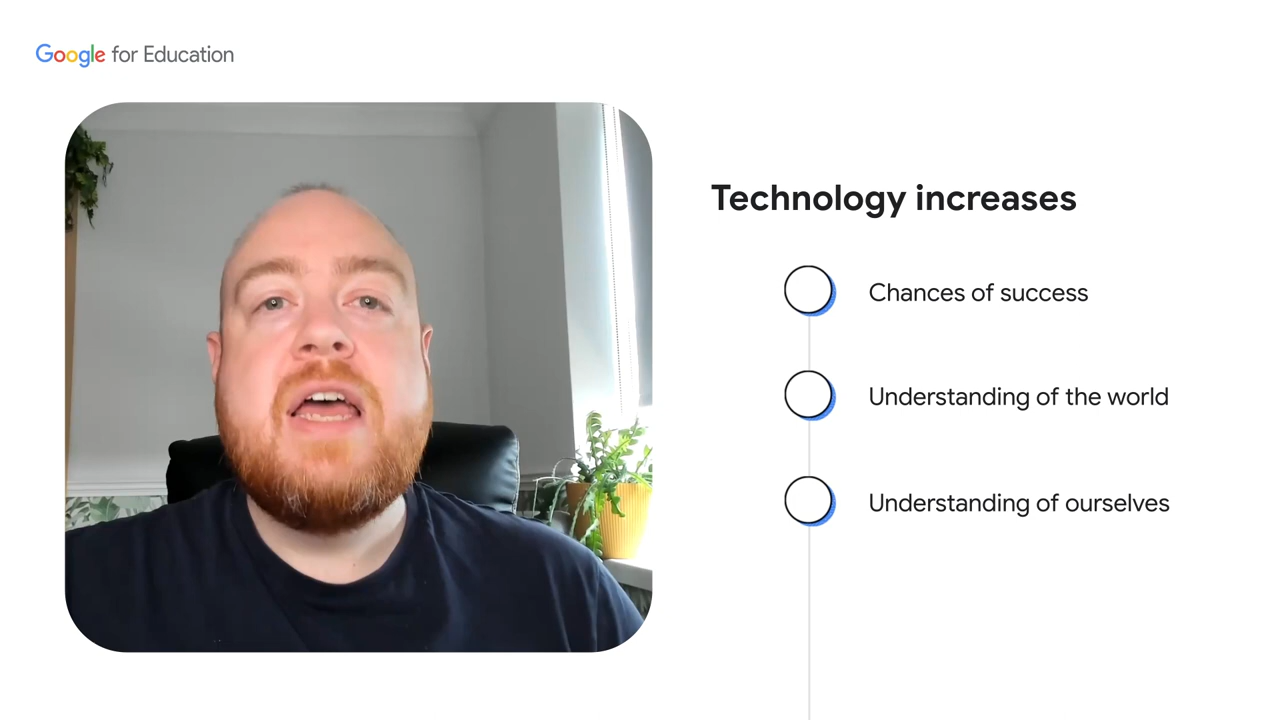 Google for Education
Technology increases
Chances of success
Understanding of the world
Understanding of ourselves